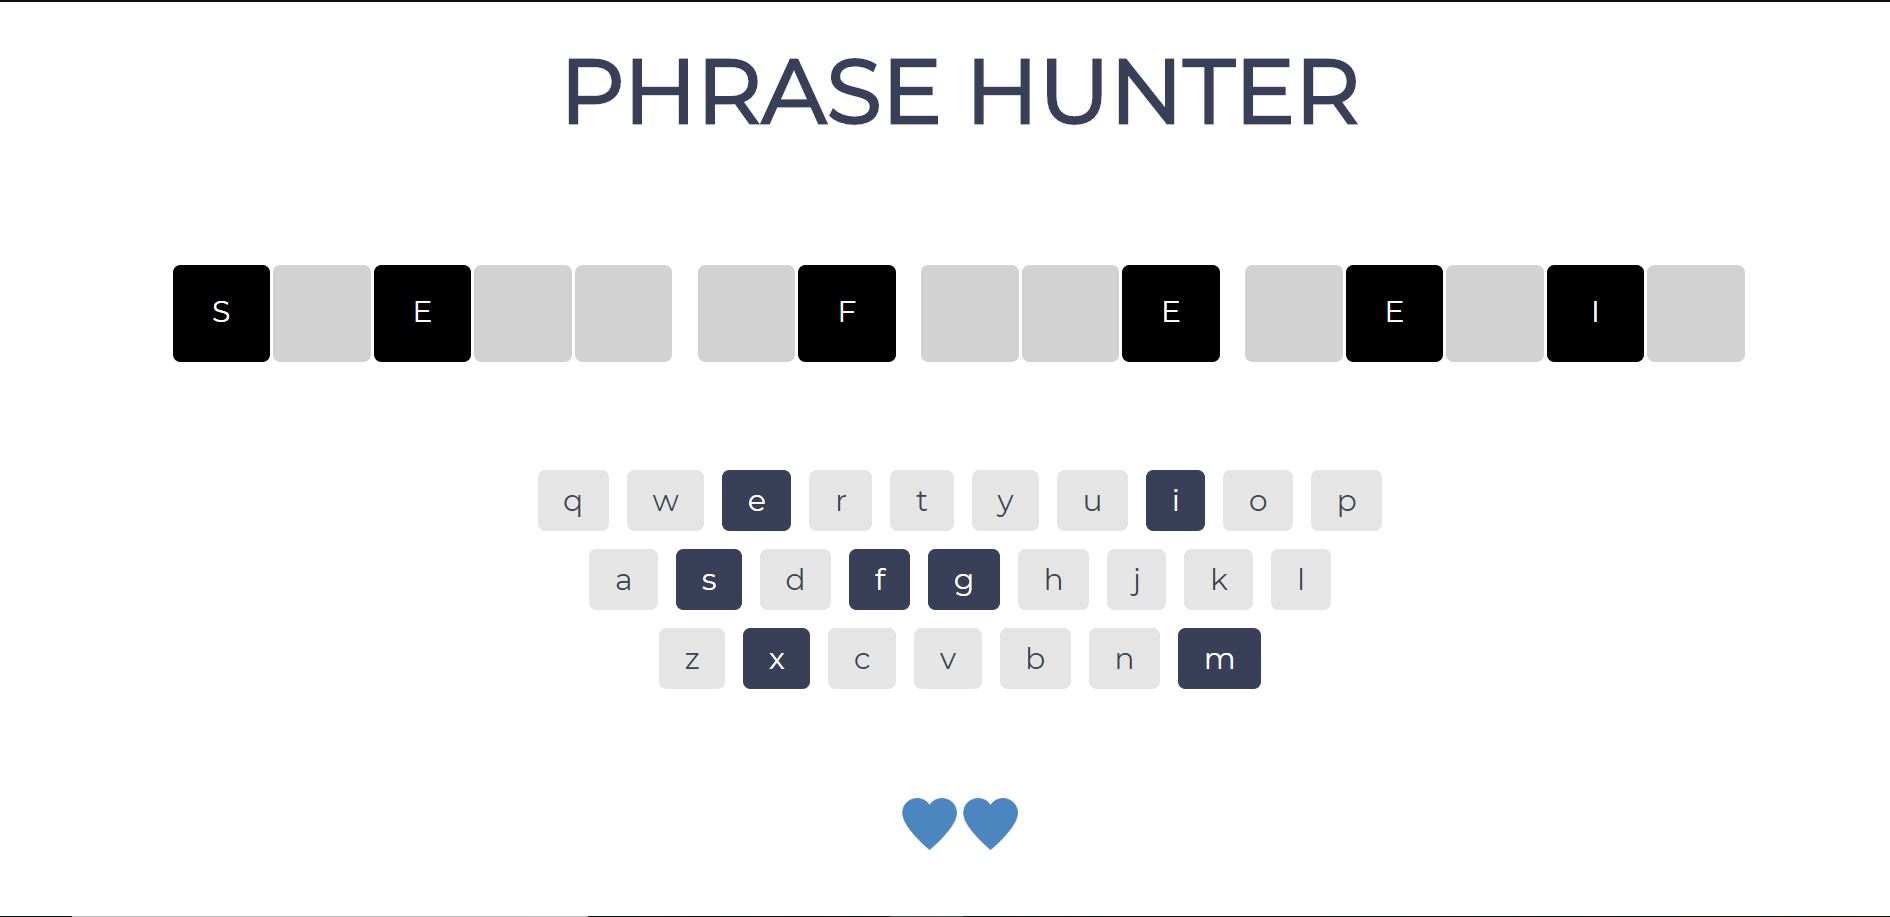 PHRASE HUNTER
S E F E E I
q w e r t y u i o p
a s d f g h j k l
z x c v b n m